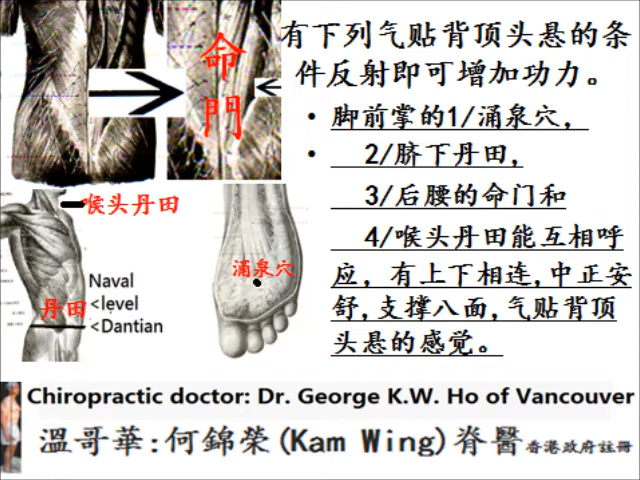 命
門
喉头丹田
Naval
<level
丹田
<Dantian
涌泉穴
有下列气贴背顶头悬的条
件反射即可增加功力。
• 脚前掌的1/涌泉穴，
• 2/脐下丹田，
3/后腰的命门和
4/喉头丹田能互相呼
应，有上下相连,中正安
舒,支撑八面,气贴背顶
头悬的感觉。
Chiropractic doctor: Dr. George K.W. Ho of Vancouver
溫哥華:何錦榮(Kam Wing)脊醫香港政府註冊